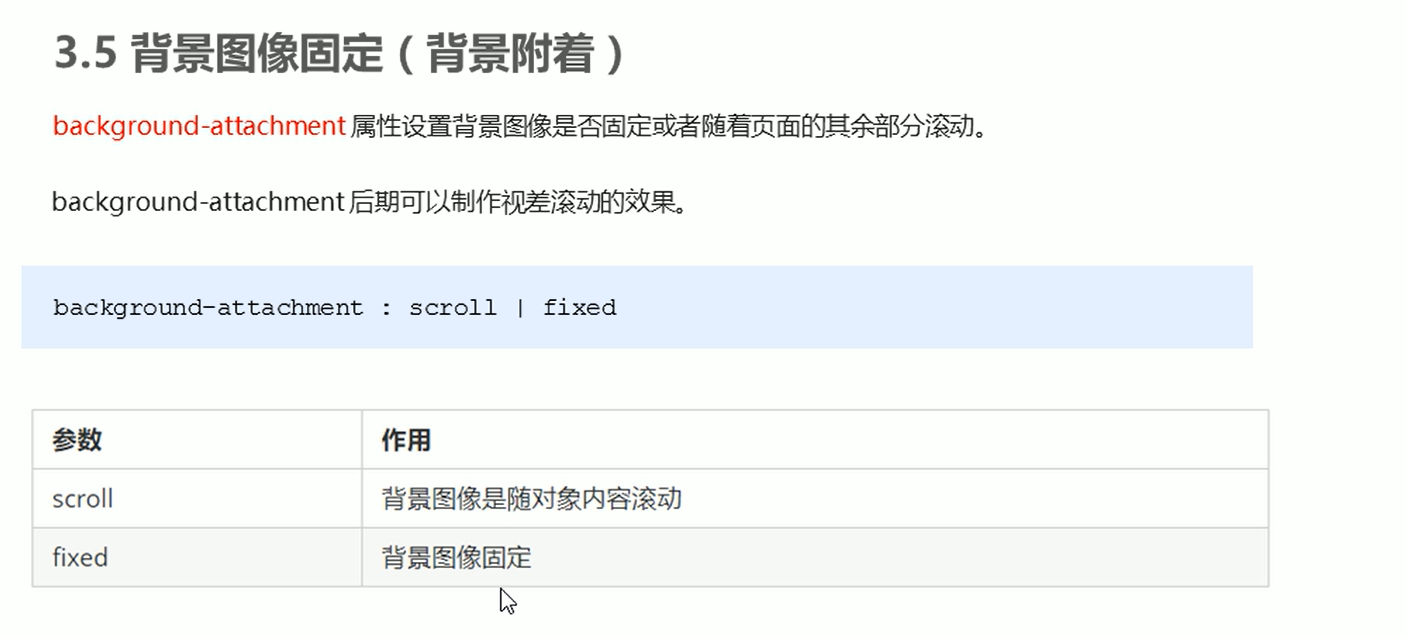 3.5 背景图像固定（背景附着）
background-attachment 属性设置背景图像是否固定或者随着页面的其余部分滚动。
background-attachment 后期可以制作视差滚动的效果。
background-attachment : scroll | fixed
参数 作用
scroll 背景图像是随对象内容滚动
fixed 背景图像固定